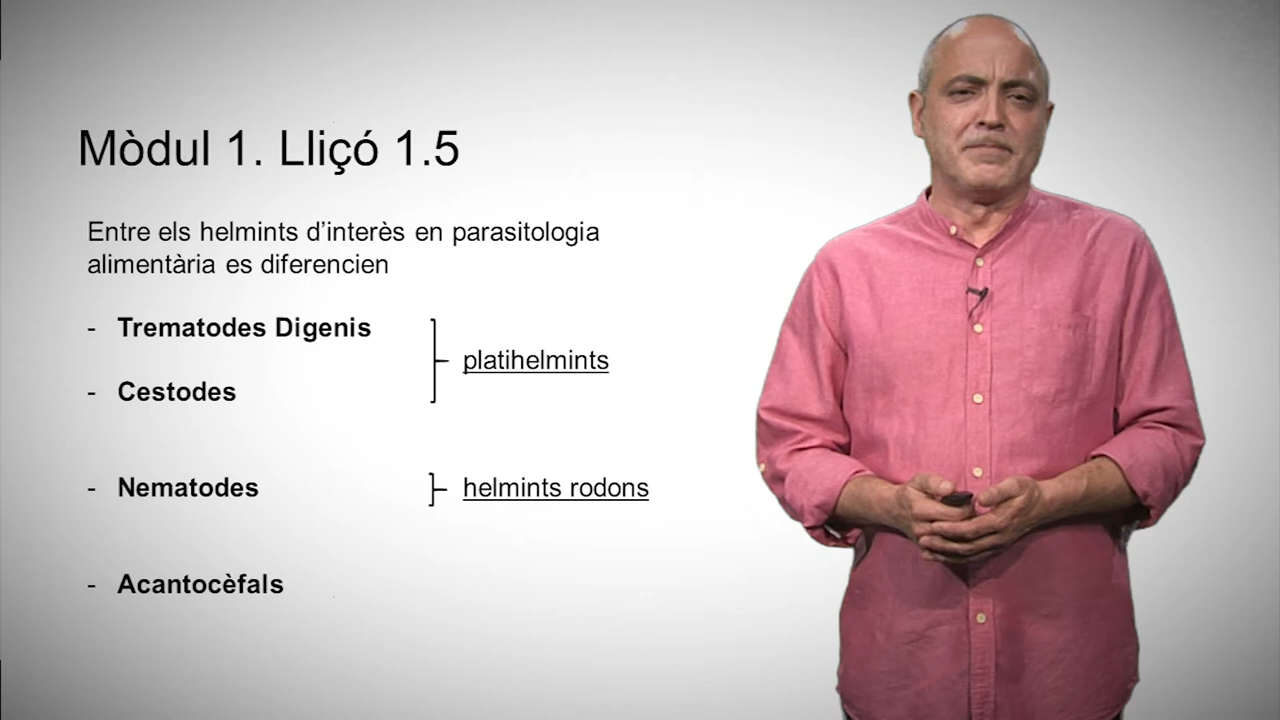 Mòdul 1. Lliçó 1.5
Entre els helmints d’interès en parasitologia
alimentària es diferencien
- Trematodes Digenis
platihelmints
- Cestodes
- Nematodes
helmints rodons
- Acantocèfals